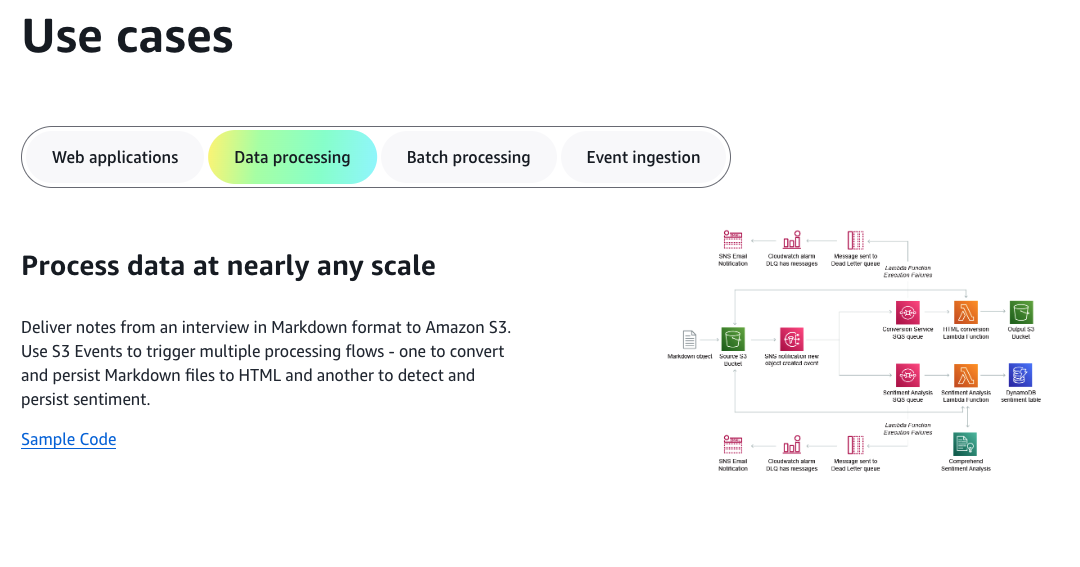 Use cases
Web applications
Data processing
Batch processing
Event ingestion
Process data at nearly any scale
Deliver notes from an interview in Markdown format to Amazon S3.
Use S3 Events to trigger multiple processing flows - one to convert
and persist Markdown files to HTML and another to detect and
persist sentiment.
Sample Code
SNS Email
Notification
Cloudwatch alarm
DLQ has messages
Message sent to
Dead Letter queue
Lambda Function
Execution Failures
Markdown object
Source S3
Bucket
SNS notification new
object created event
Conversion Service
SQS queue
HTML conversion
Lambda Function
Output S3
Bucket
Sentiment Analysis
SQS queue
Sentiment Analysis
Lambda Function
DynamoDB
sentiment table
Lambda Function
Execution Failures
SNS Email
Notification
Cloudwatch alarm
DLQ has messages
Message sent to
Dead Letter queue
Comprehend
Sentiment Analysis